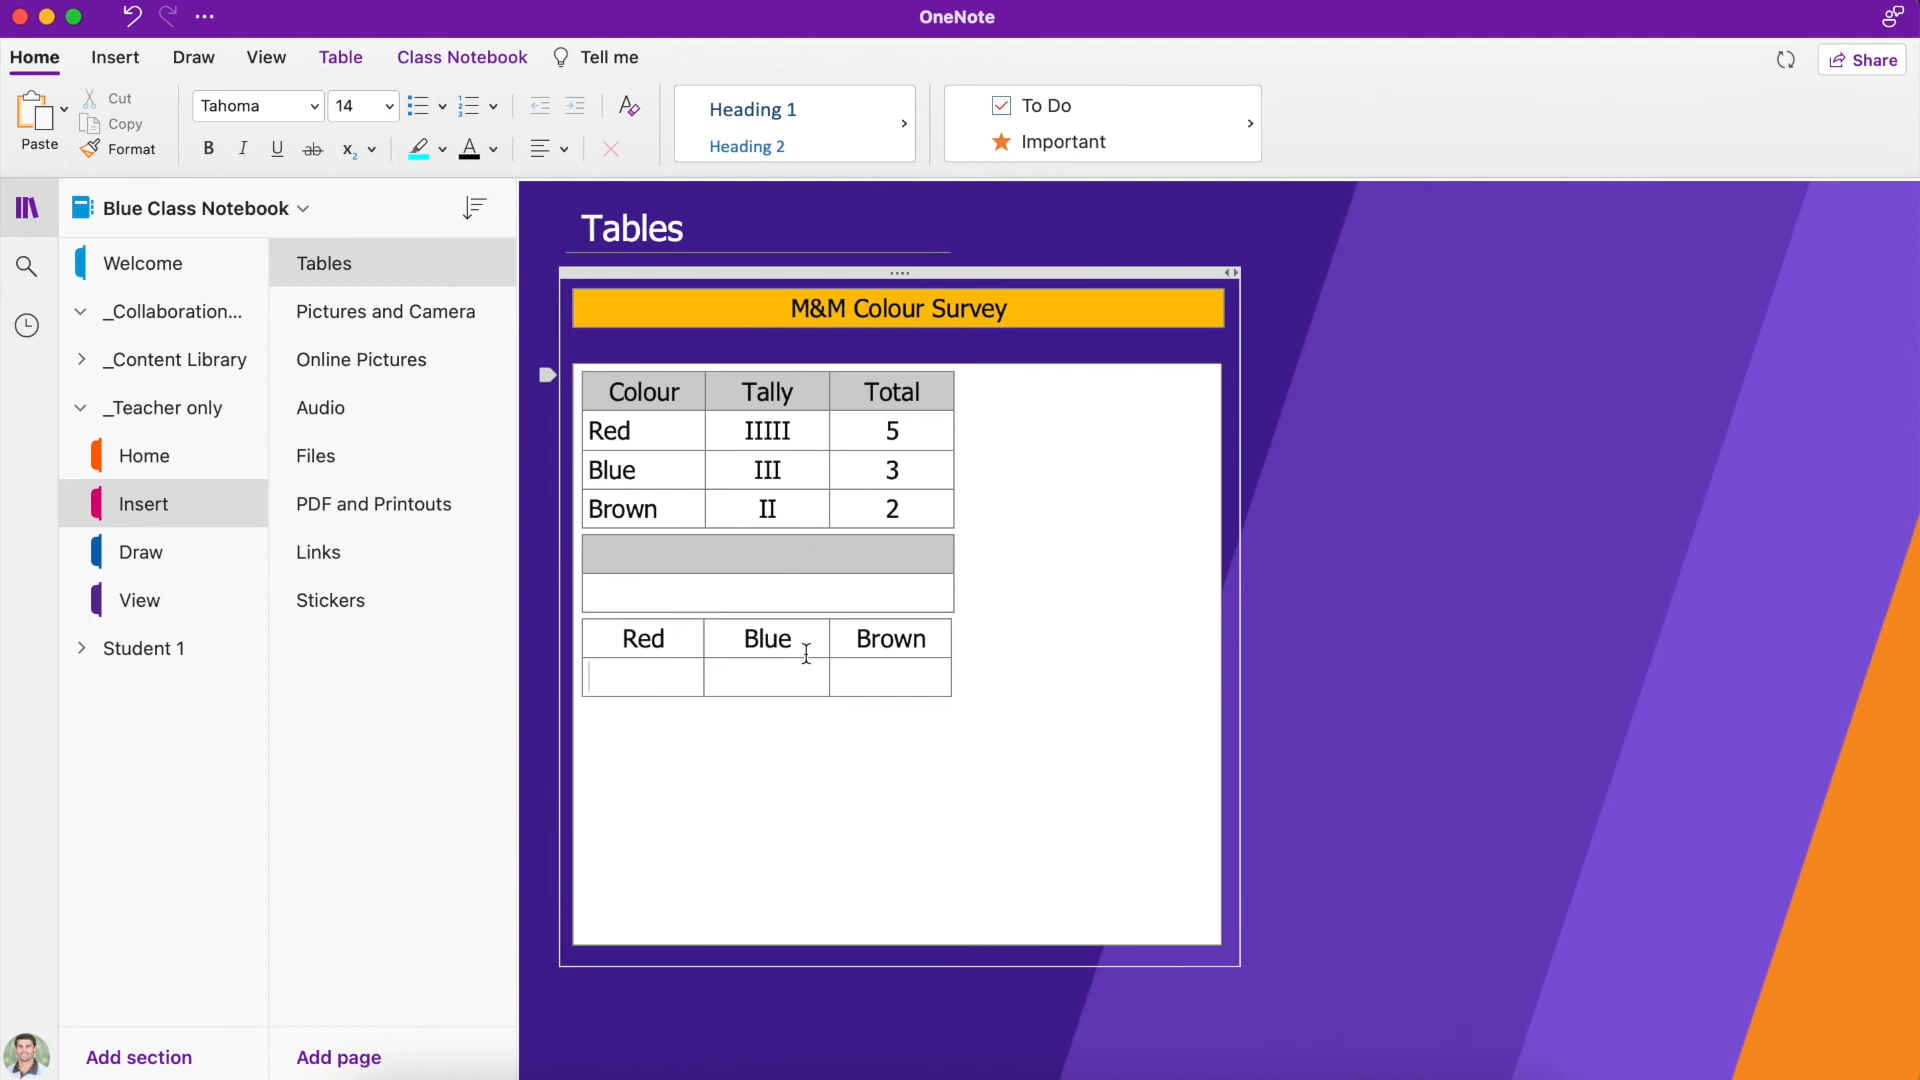 OneNote
Home Insert Draw View Table Class Notebook Tell me
Share
Paste
Cut
Copy
Format
Tahoma 14
B I U ab x2 A
Heading 1
Heading 2
To Do
Important
Blue Class Notebook
Welcome
_Collaboration...
_Content Library
_Teacher only
Home
Insert
Draw
View
Student 1
Add section
Tables
Pictures and Camera
Online Pictures
Audio
Files
PDF and Printouts
Links
Stickers
Add page
Tables
M&M Colour Survey
Colour Tally Total
Red IIIII 5
Blue III 3
Brown II 2
Red Blue Brown